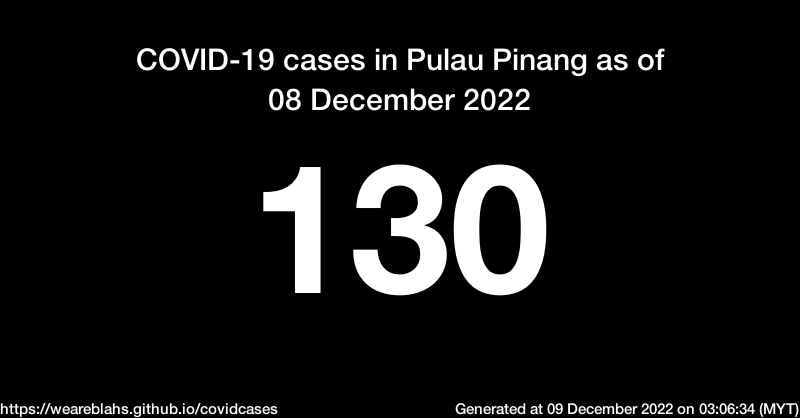 COVID-19 cases in Pulau Pinang as of
08 December 2022
130
https://weareblahs.github.io/covidcases
Generated at 09 December 2022 on 03:06:34 (MYT)